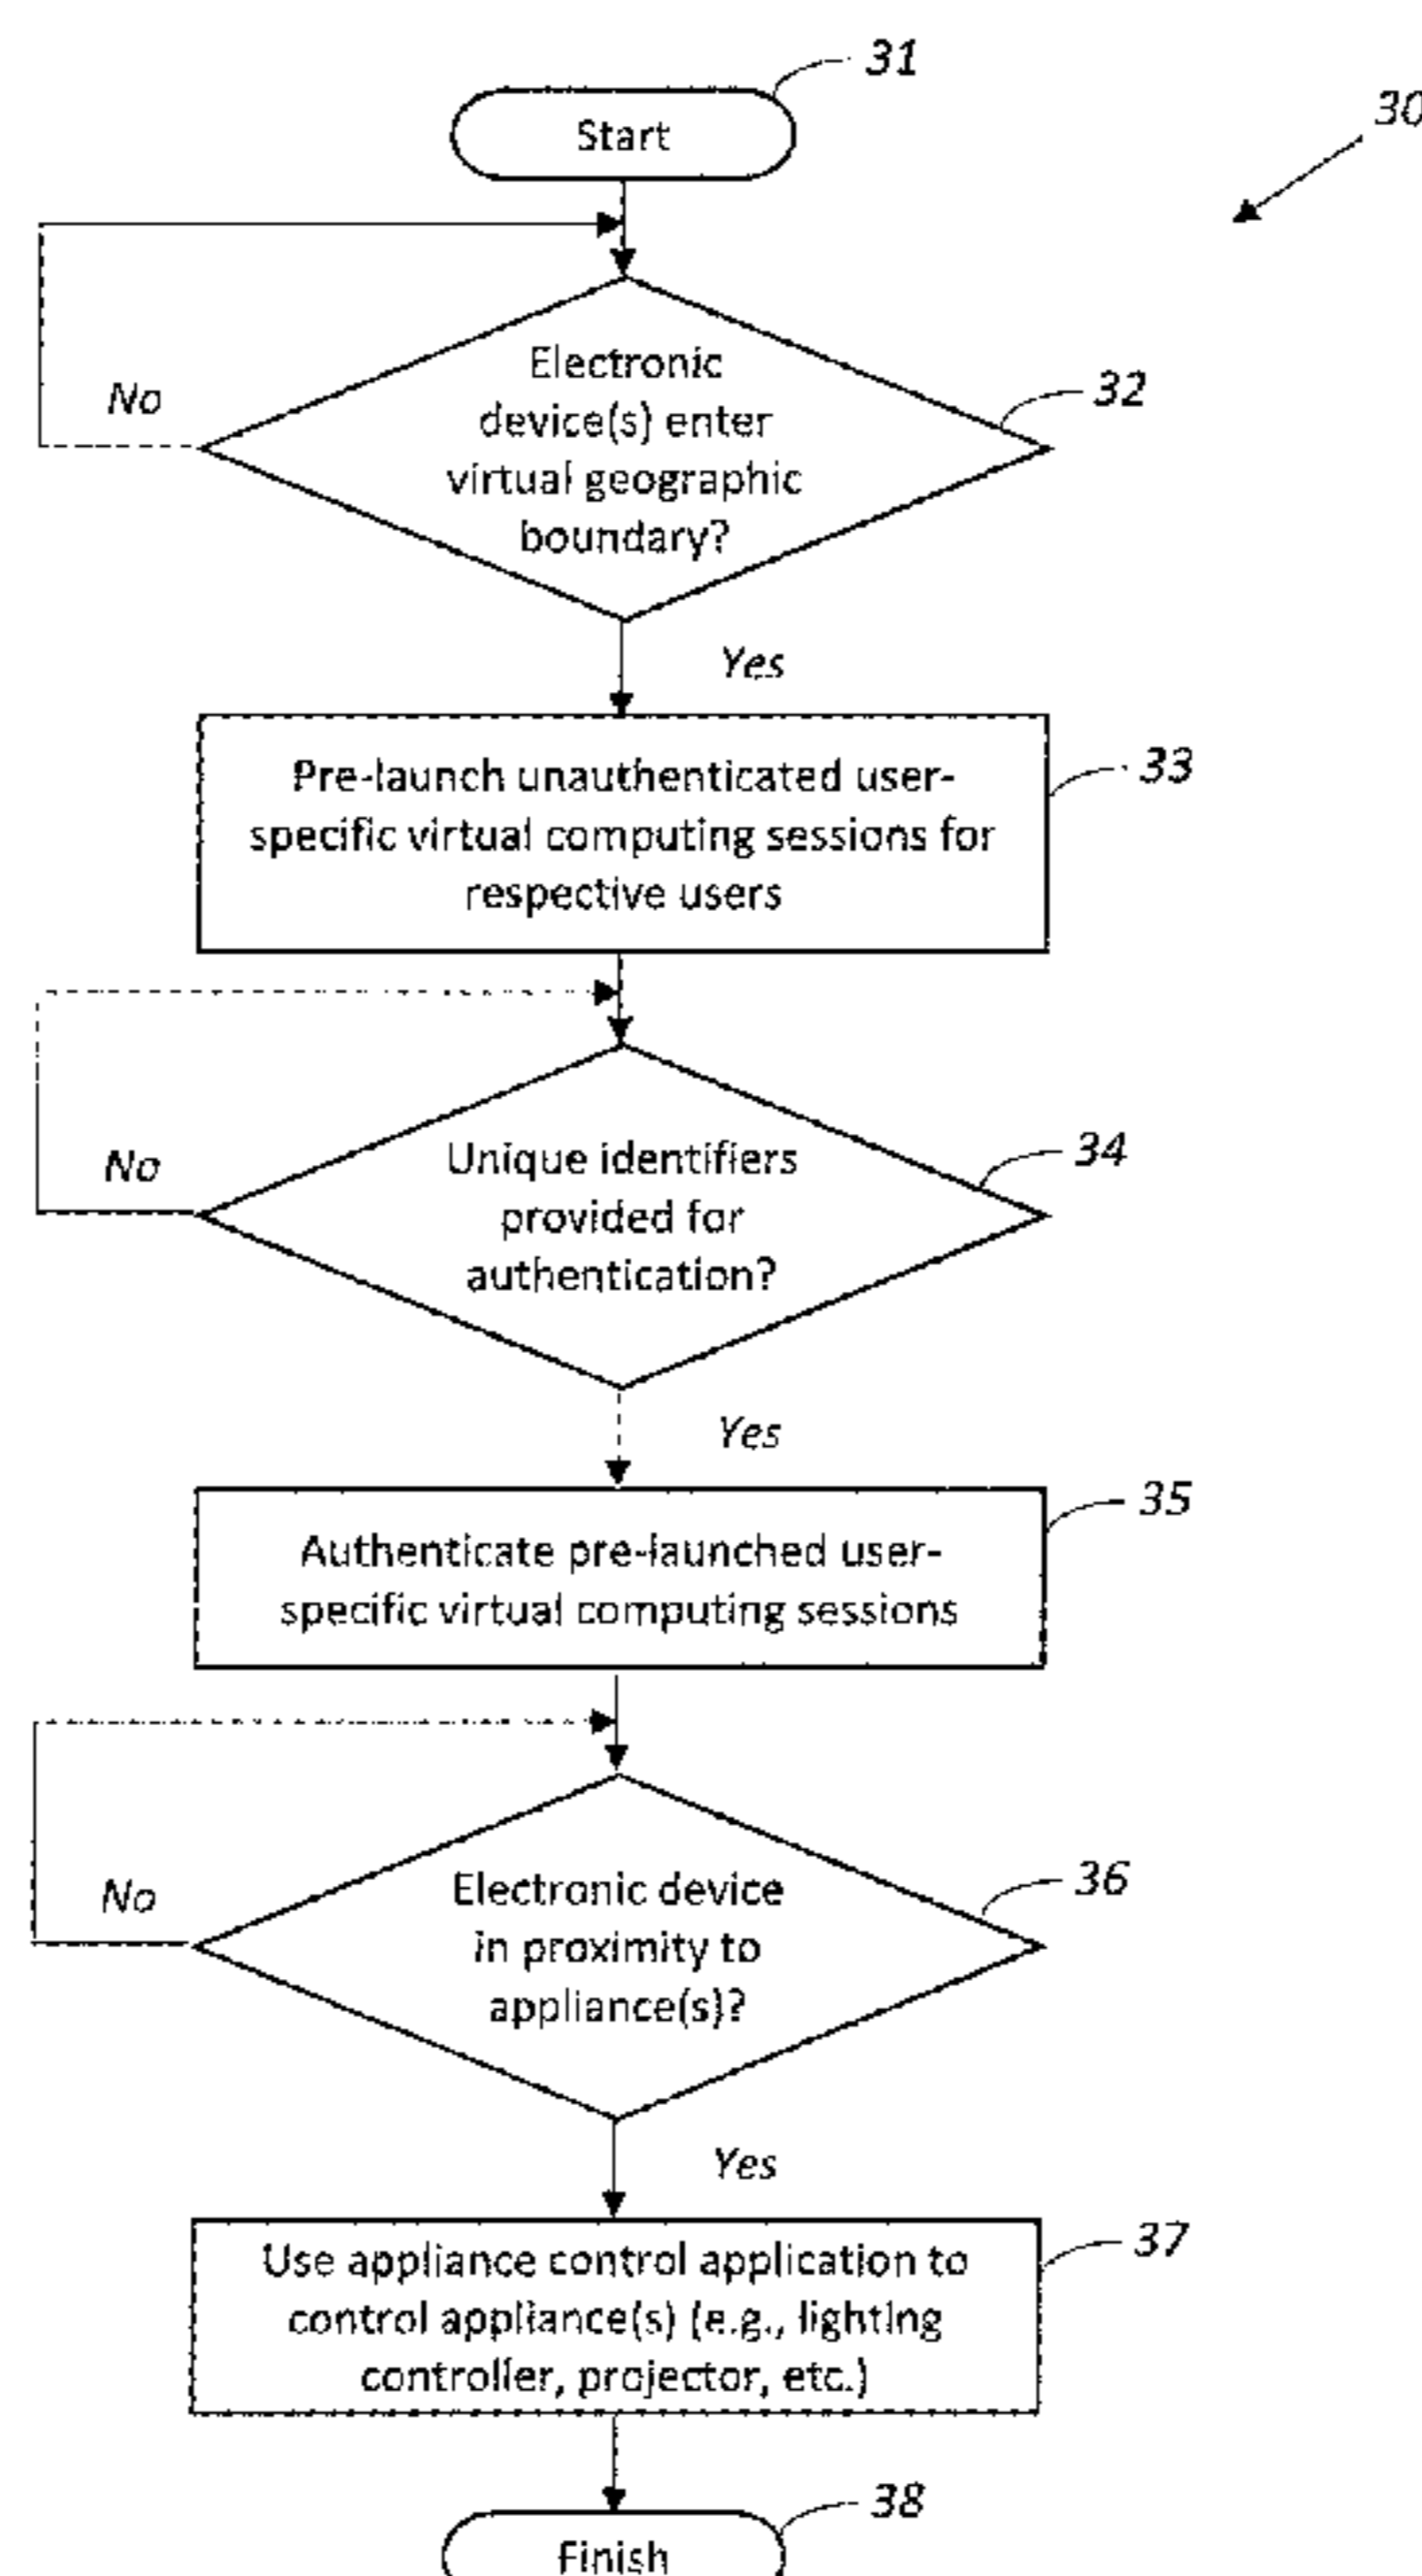 31
Start
30
Electronic
device(s) enter
virtual geographic
boundary?
32
No
Yes
Pre-launch unauthenticated user-
specific virtual computing sessions for
respective users
33
Unique identifiers
provided for
authentication?
34
No
Yes
Authenticate pre-launched user-
specific virtual computing sessions
35
Electronic device
in proximity to
appliance(s)?
36
No
Yes
Use appliance control application to
control appliance(s) (e.g., lighting
controller, projector, etc.)
37
38
Finish